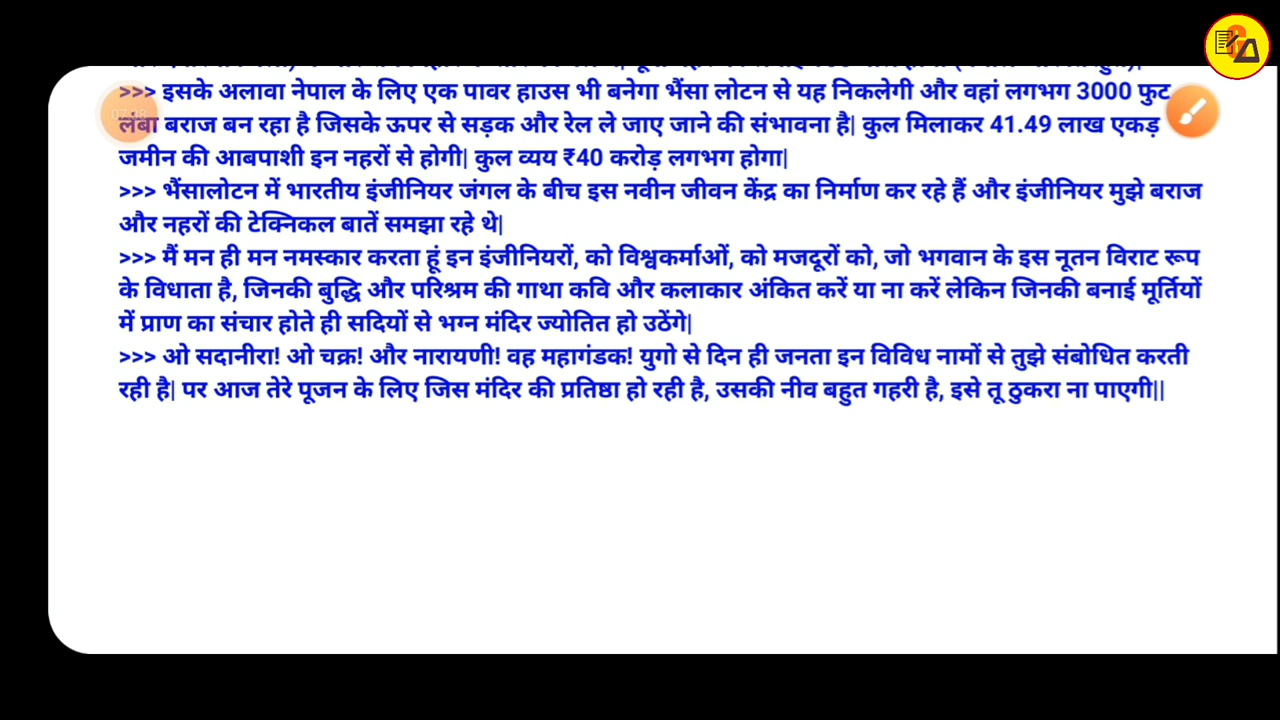 >>> इसके अलावा नेपाल के लिए एक पावर हाउस भी बनेगा भैंसा लोटन से यह निकलेगी और वहां लगभग 3000 फुट
लंबा बराज बन रहा है जिसके ऊपर से सड़क और रेल ले जाए जाने की संभावना है| कुल मिलाकर 41.49 लाख एकड़
जमीन की आबपाशी इन नहरों से होगी| कुल व्यय ₹40 करोड़ लगभग होगा|
>>> भैंसालोटन में भारतीय इंजीनियर जंगल के बीच इस नवीन जीवन केंद्र का निर्माण कर रहे हैं और इंजीनियर मुझे बराज
और नहरों की टेक्निकल बातें समझा रहे थे|
>>> मैं मन ही मन नमस्कार करता हूं इन इंजीनियरों, को विश्वकर्माओं, को मजदूरों को, जो भगवान के इस नूतन विराट रूप
के विधाता है, जिनकी बुद्धि और परिश्रम की गाथा कवि और कलाकार अंकित करें या ना करें लेकिन जिनकी बनाई मूर्तियों
में प्राण का संचार होते ही सदियों से भग्न मंदिर ज्योतित हो उठेंगे|
>>> ओ सदानीरा! ओ चक्र! और नारायणी! वह महागंडक! युगो से दिन ही जनता इन विविध नामों से तुझे संबोधित करती
रही है| पर आज तेरे पूजन के लिए जिस मंदिर की प्रतिष्ठा हो रही है, उसकी नीव बहुत गहरी है, इसे तू ठुकरा ना पाएगी||